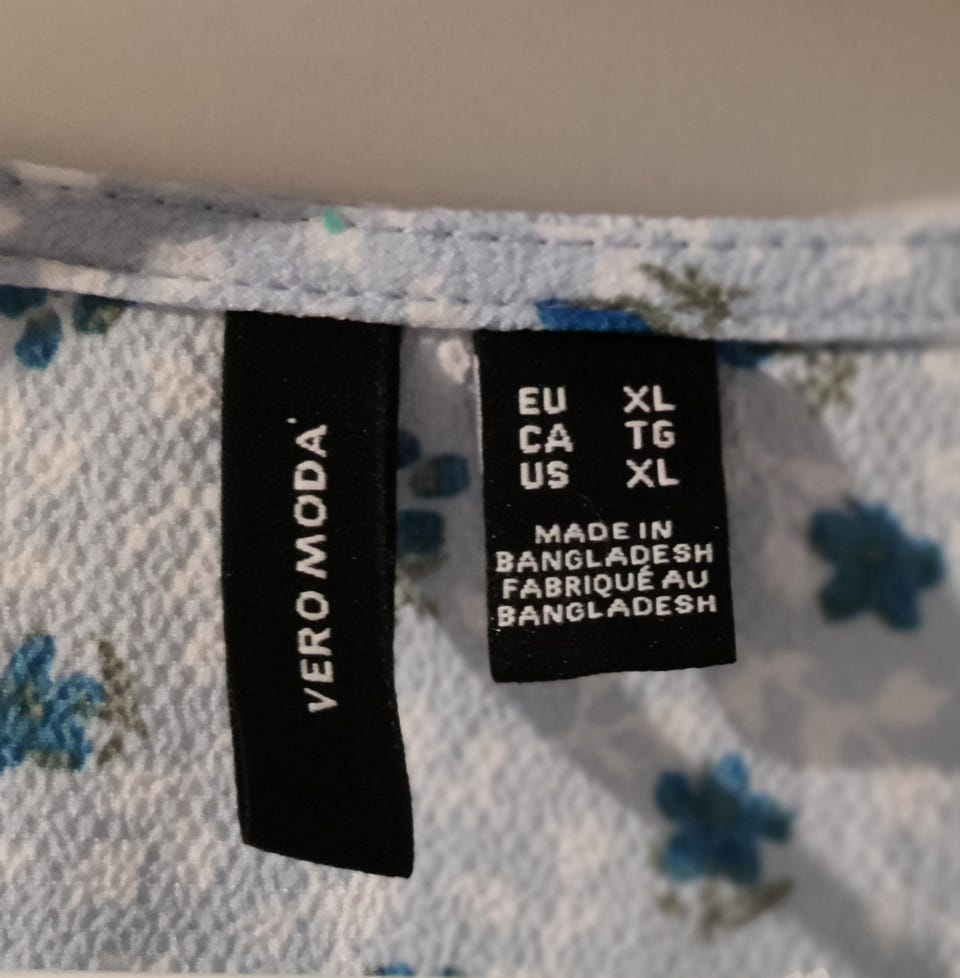 VERO MODA
EU XL
CA TG
US XL
MADE IN
BANGLADESH
FABRIQUÉ AU
BANGLADESH